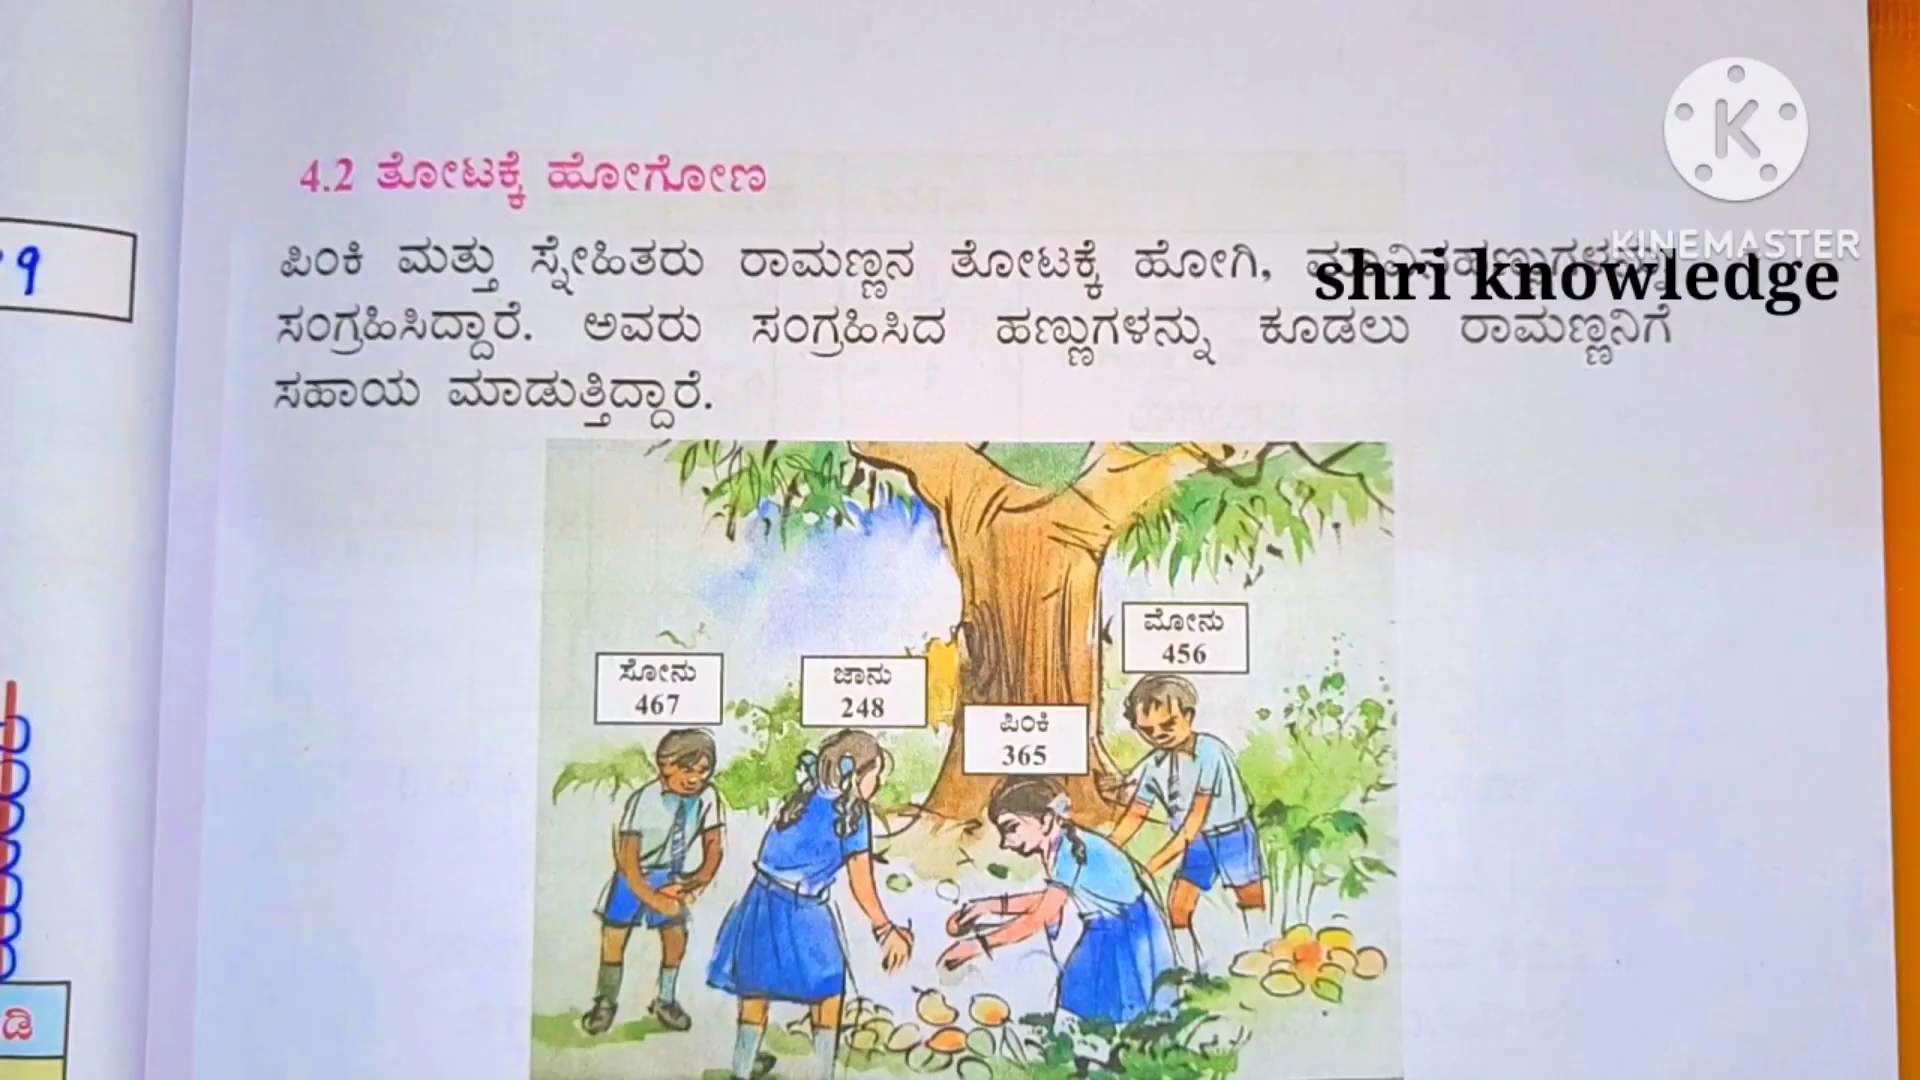 4.2 ತೋಟಕ್ಕೆ ಹೋಗೋಣ
ಪಿಂಕಿ ಮತ್ತು ಸ್ನೇಹಿತರು ರಾಮಣ್ಣನ ತೋಟಕ್ಕೆ ಹೋಗಿ,
KINEMASTER
shri knowledge
ಸಂಗ್ರಹಿಸಿದ್ದಾರೆ. ಅವರು ಸಂಗ್ರಹಿಸಿದ ಹಣ್ಣುಗಳನ್ನು ಕೂಡಲು ರಾಮಣ್ಣನಿಗೆ
ಸಹಾಯ ಮಾಡುತ್ತಿದ್ದಾರೆ.
ಮೋನು
456
ಸೋನು
467
ಜಾನು
248
ಪಿಂಕಿ
365
9
ಡಿ